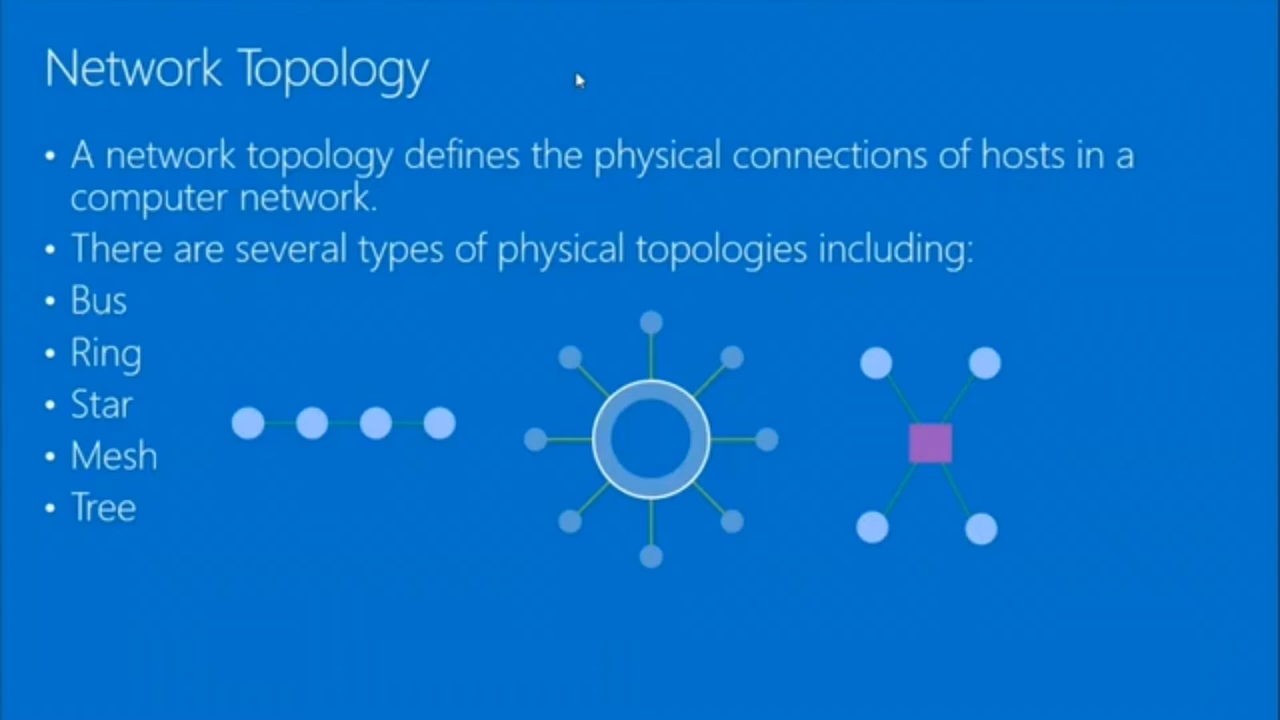 Network Topology
• A network topology defines the physical connections of hosts in a
computer network.
• There are several types of physical topologies including:
• Bus
• Ring
• Star
• Mesh
• Tree